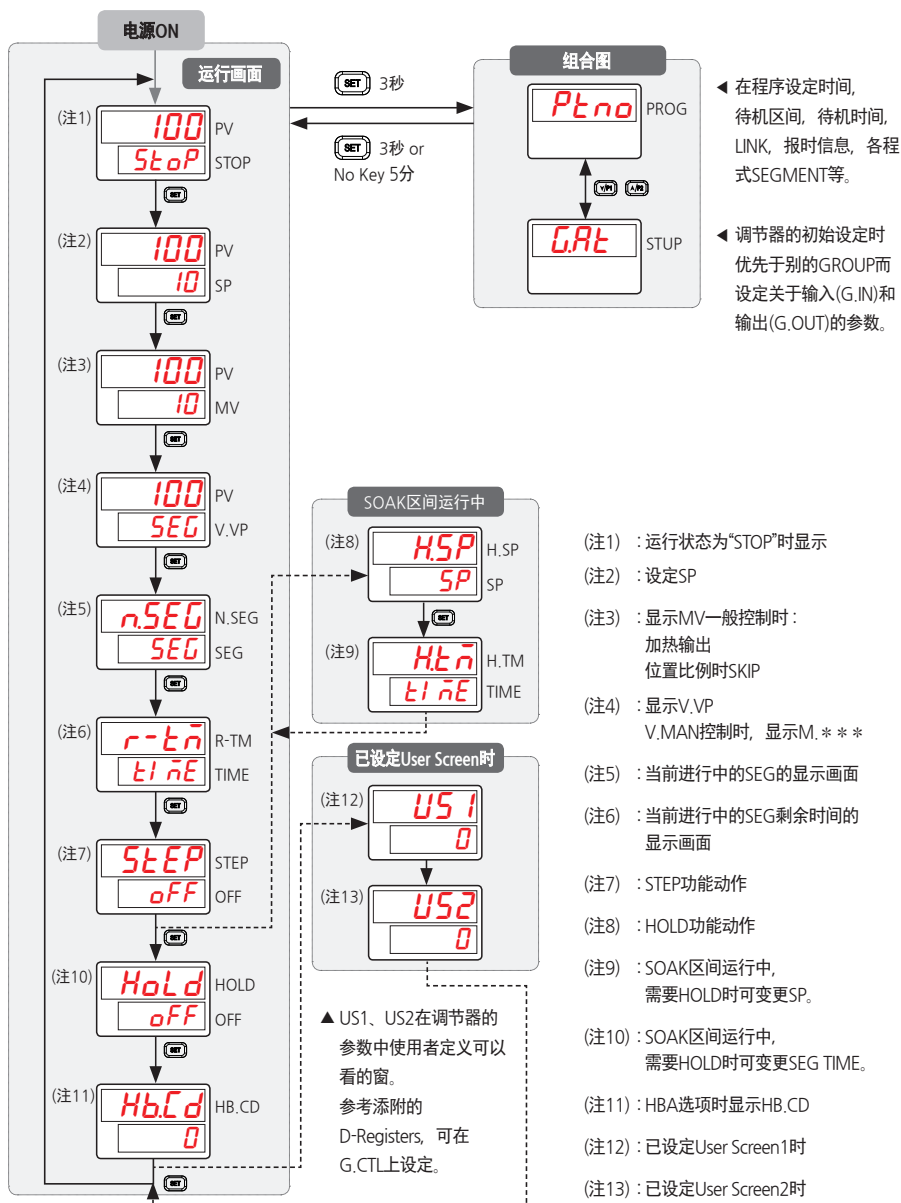 电源ON
运行画面
(注1)
100
PV
StoP
STOP
SET
(注2)
100
PV
10
SP
SET
(注3)
100
PV
10
MV
SET
(注4)
100
PV
SEG
V.VP
SET
(注5)
n.SEG
N.SEG
SEG
SEG
SET
(注6)
r-tm
R-TM
tImE
TIME
SET
(注7)
StEP
STEP
oFF
OFF
SET
(注10)
HoLd
HOLD
oFF
OFF
SET
(注11)
Hb.Cd
HB.CD
0
SET
SET 3秒
SET 3秒 or
No Key 5分
组合图
Ptno
PROG
∨/P1 ∧/P2
G.At
STUP
◀ 在程序设定时间,
待机区间, 待机时间,
LINK, 报时信息, 各程
式SEGMENT等。
◀ 调节器的初始设定时
优先于别的GROUP而
设定关于输入(G.IN)和
输出(G.OUT)的参数。
SOAK区间运行中
(注8)
H.SP
H.SP
SP
SP
SET
(注9)
H.tm
H.TM
tImE
TIME
已设定User Screen时
(注12)
US1
0
(注13)
US2
0
▲ US1、US2在调节器的
参数中使用者定义可以
看的窗。
参考添附的
D-Registers, 可在
G.CTL上设定。
(注1) : 运行状态为“STOP”时显示
(注2) : 设定SP
(注3) : 显示MV一般控制时 :
加热输出
位置比例时SKIP
(注4) : 显示V.VP
V.MAN控制时, 显示M.＊＊＊
(注5) : 当前进行中的SEG的显示画面
(注6) : 当前进行中的SEG剩余时间的
显示画面
(注7) : STEP功能动作
(注8) : HOLD功能动作
(注9) : SOAK区间运行中,
需要HOLD时可变更SP。
(注10) : SOAK区间运行中,
需要HOLD时可变更SEG TIME。
(注11) : HBA选项时显示HB.CD
(注12) : 已设定User Screen1时
(注13) : 已设定User Screen2时